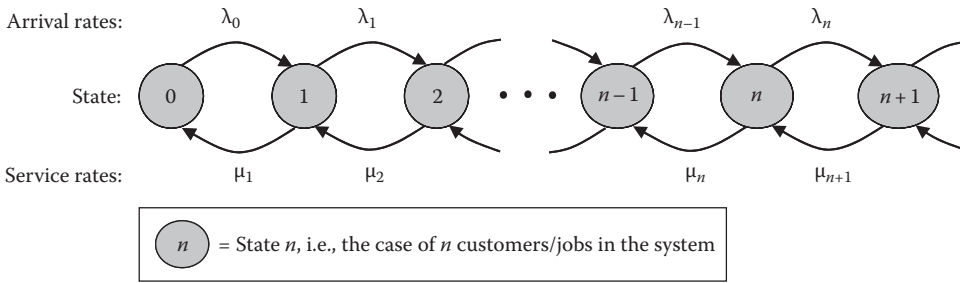 Arrival rates: λ0 λ1 λn−1 λn
State: 0 1 2 • • • n−1 n n+1
Service rates: μ1 μ2 μn μn+1
n = State n, i.e., the case of n customers/jobs in the system